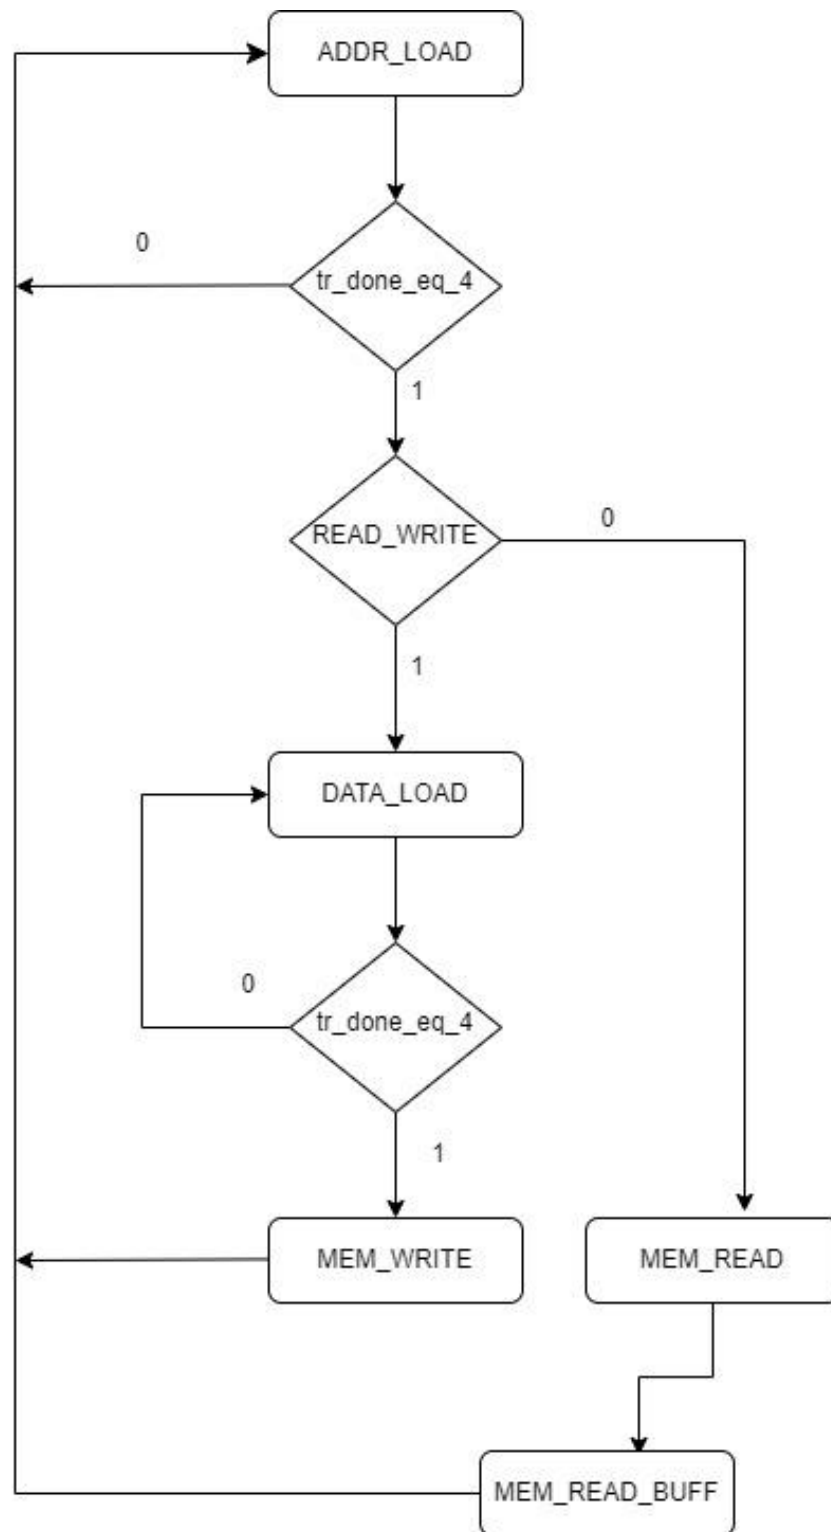 ADDR_LOAD
0
tr_done_eq_4
1
READ_WRITE
0
1
DATA_LOAD
0
tr_done_eq_4
1
MEM_WRITE
MEM_READ
MEM_READ_BUFF